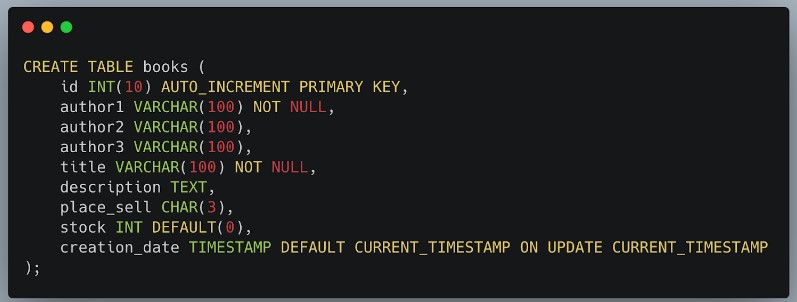 CREATE TABLE books (
    id INT(10) AUTO_INCREMENT PRIMARY KEY,
    author1 VARCHAR(100) NOT NULL,
    author2 VARCHAR(100),
    author3 VARCHAR(100),
    title VARCHAR(100) NOT NULL,
    description TEXT,
    place_sell CHAR(3),
    stock INT DEFAULT(0),
    creation_date TIMESTAMP DEFAULT CURRENT_TIMESTAMP ON UPDATE CURRENT_TIMESTAMP
);